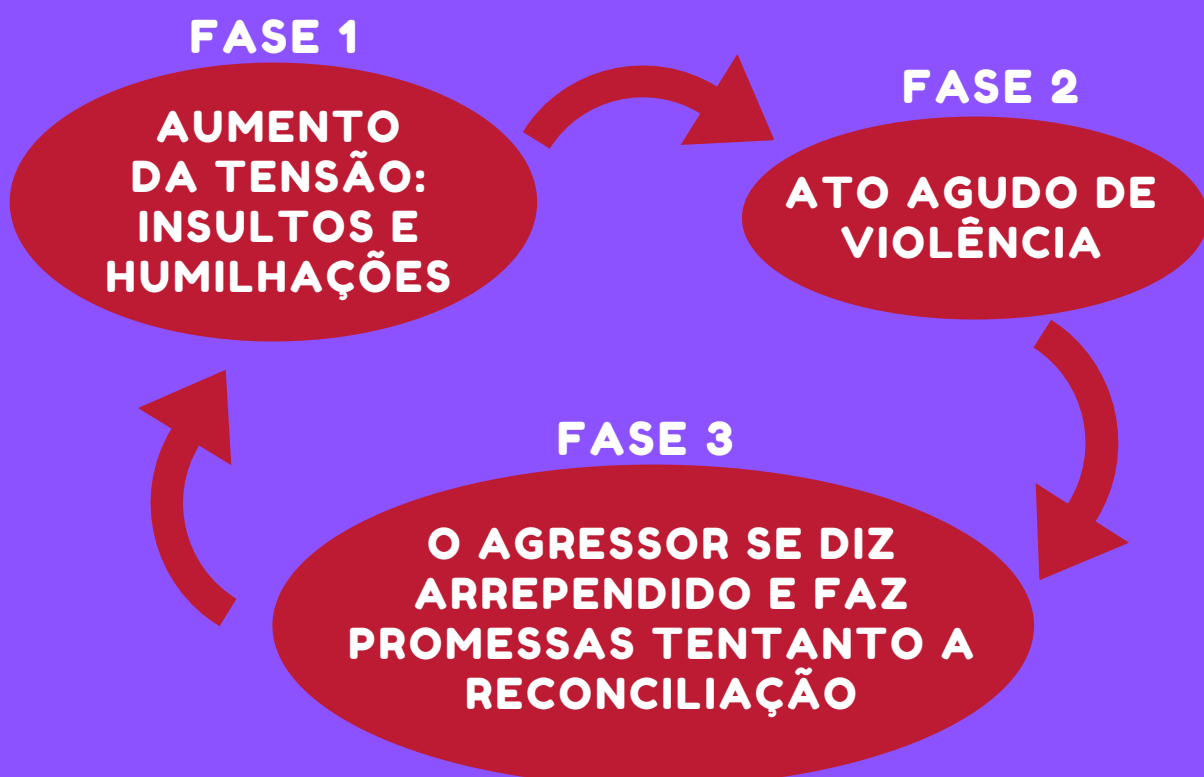 FASE 1
AUMENTO
DA TENSÃO:
INSULTOS E
HUMILHAÇÕES
FASE 2
ATO AGUDO DE
VIOLÊNCIA
FASE 3
O AGRESSOR SE DIZ
ARREPENDIDO E FAZ
PROMESSAS TENTANTO A
RECONCILIAÇÃO